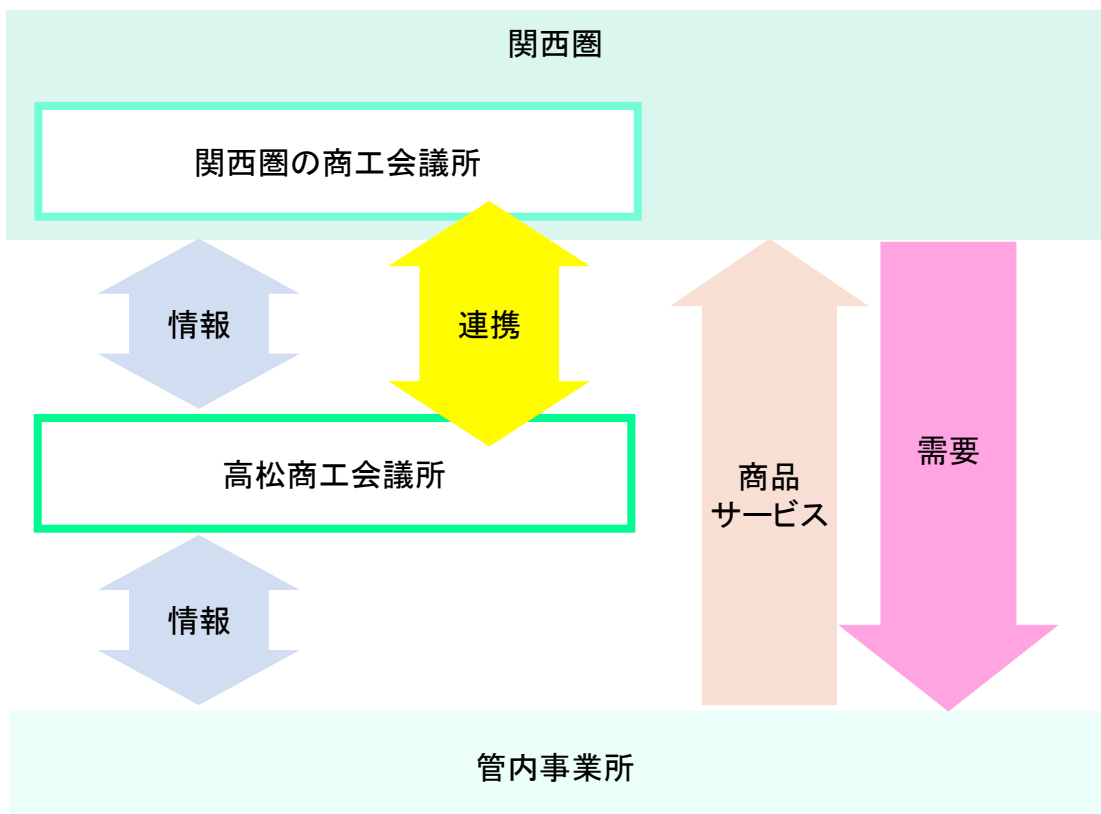 関西圏
関西圏の商工会議所
情報
連携
高松商工会議所
商品
サービス
需要
情報
管内事業所